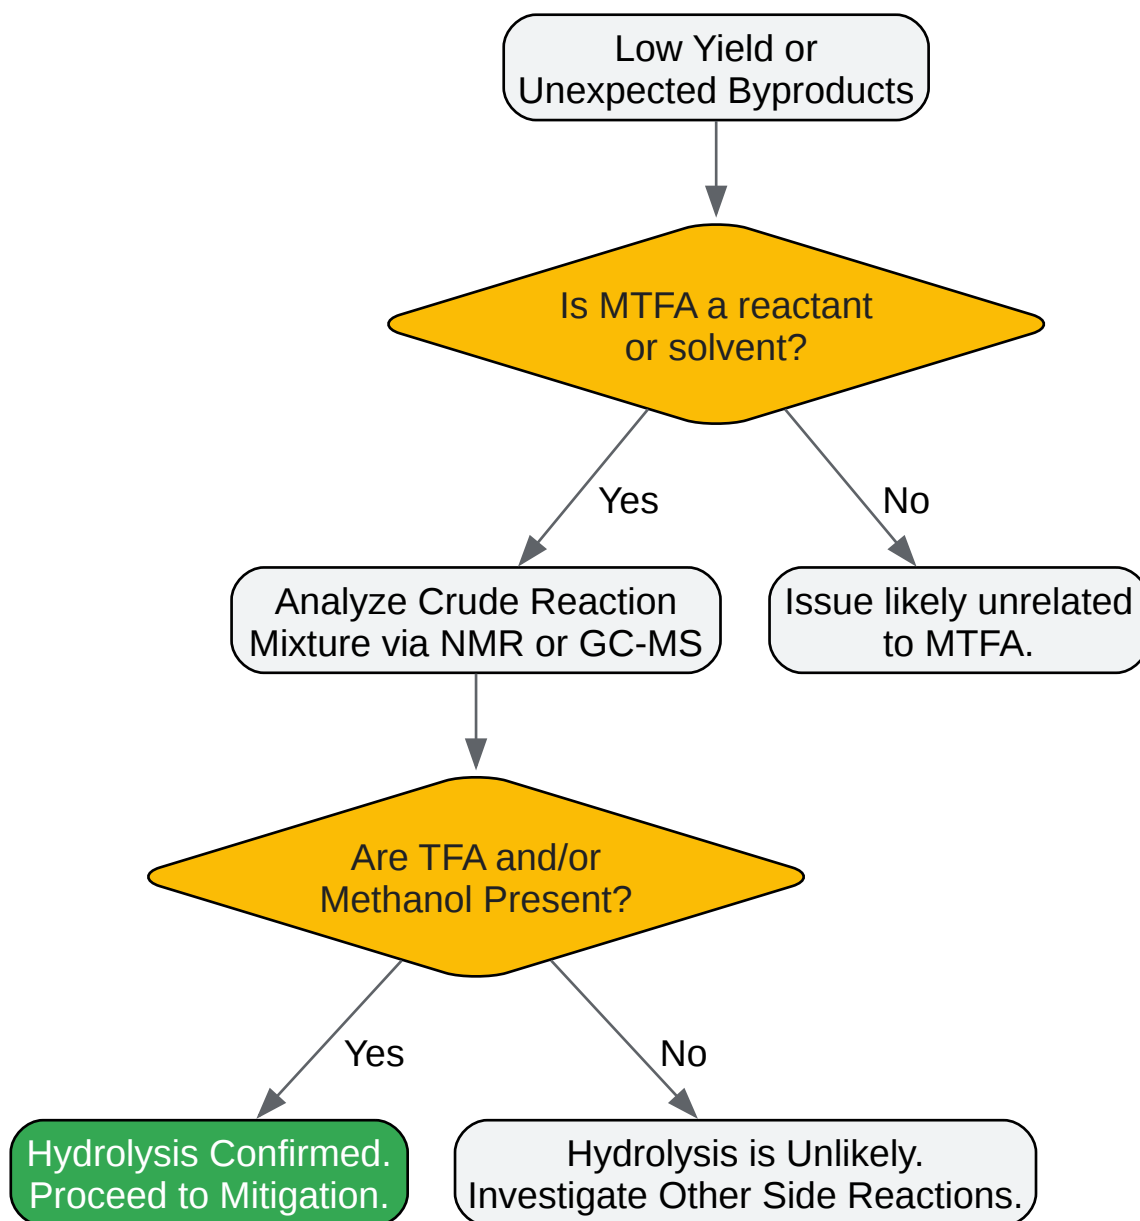 Low Yield or
Unexpected Byproducts
Is MTFA a reactant
or solvent?
Yes
No
Analyze Crude Reaction
Mixture via NMR or GC-MS
Issue likely unrelated
to MTFA.
Are TFA and/or
Methanol Present?
Yes
No
Hydrolysis Confirmed.
Proceed to Mitigation.
Hydrolysis is Unlikely.
Investigate Other Side Reactions.